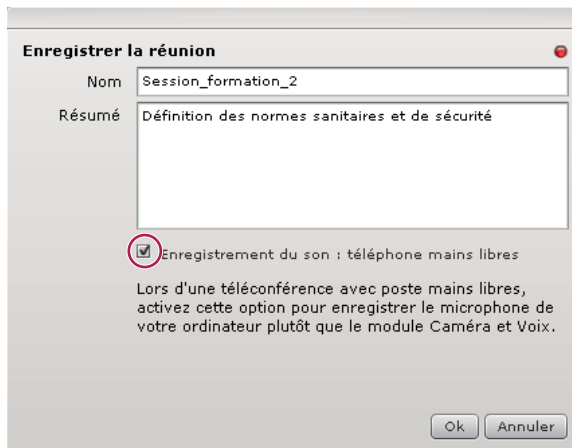 Enregistrer la réunion
Nom Session_formation_2
Résumé Définition des normes sanitaires et de sécurité
Enregistrement du son : téléphone mains libres
Lors d'une téléconférence avec poste mains libres,
activez cette option pour enregistrer le microphone de
votre ordinateur plutôt que le module Caméra et Voix.
Ok Annuler